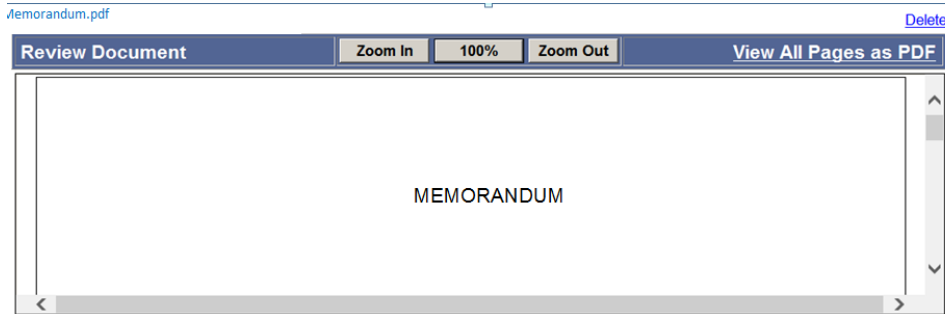 Memorandum.pdf
Delete
Review Document Zoom In 100% Zoom Out View All Pages as PDF
MEMORANDUM